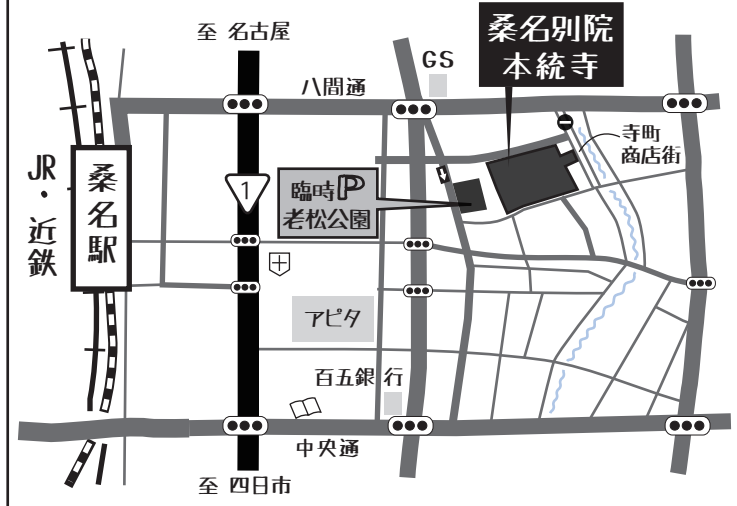 至 名古屋
桑名別院
本統寺
GS
八間通
寺町
商店街
JR・近鉄
桑名駅
1
臨時P
老松公園
アピタ
百五銀行
中央通
至 四日市